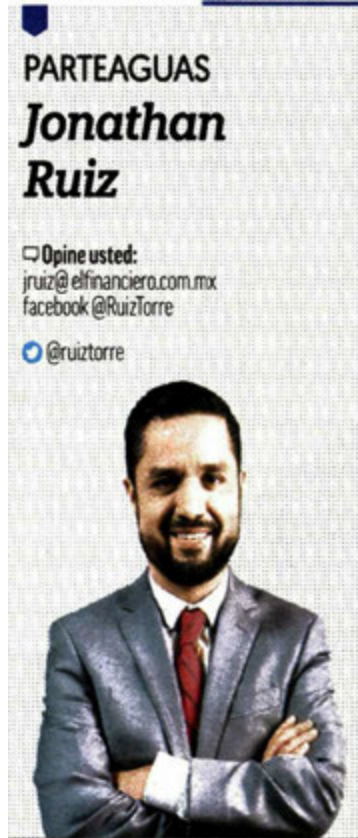 PARTEAGUAS
Jonathan
Ruiz
Opine usted:
jruiz@elfinanciero.com.mx
facebook @RuizTorre
@ruiztorre